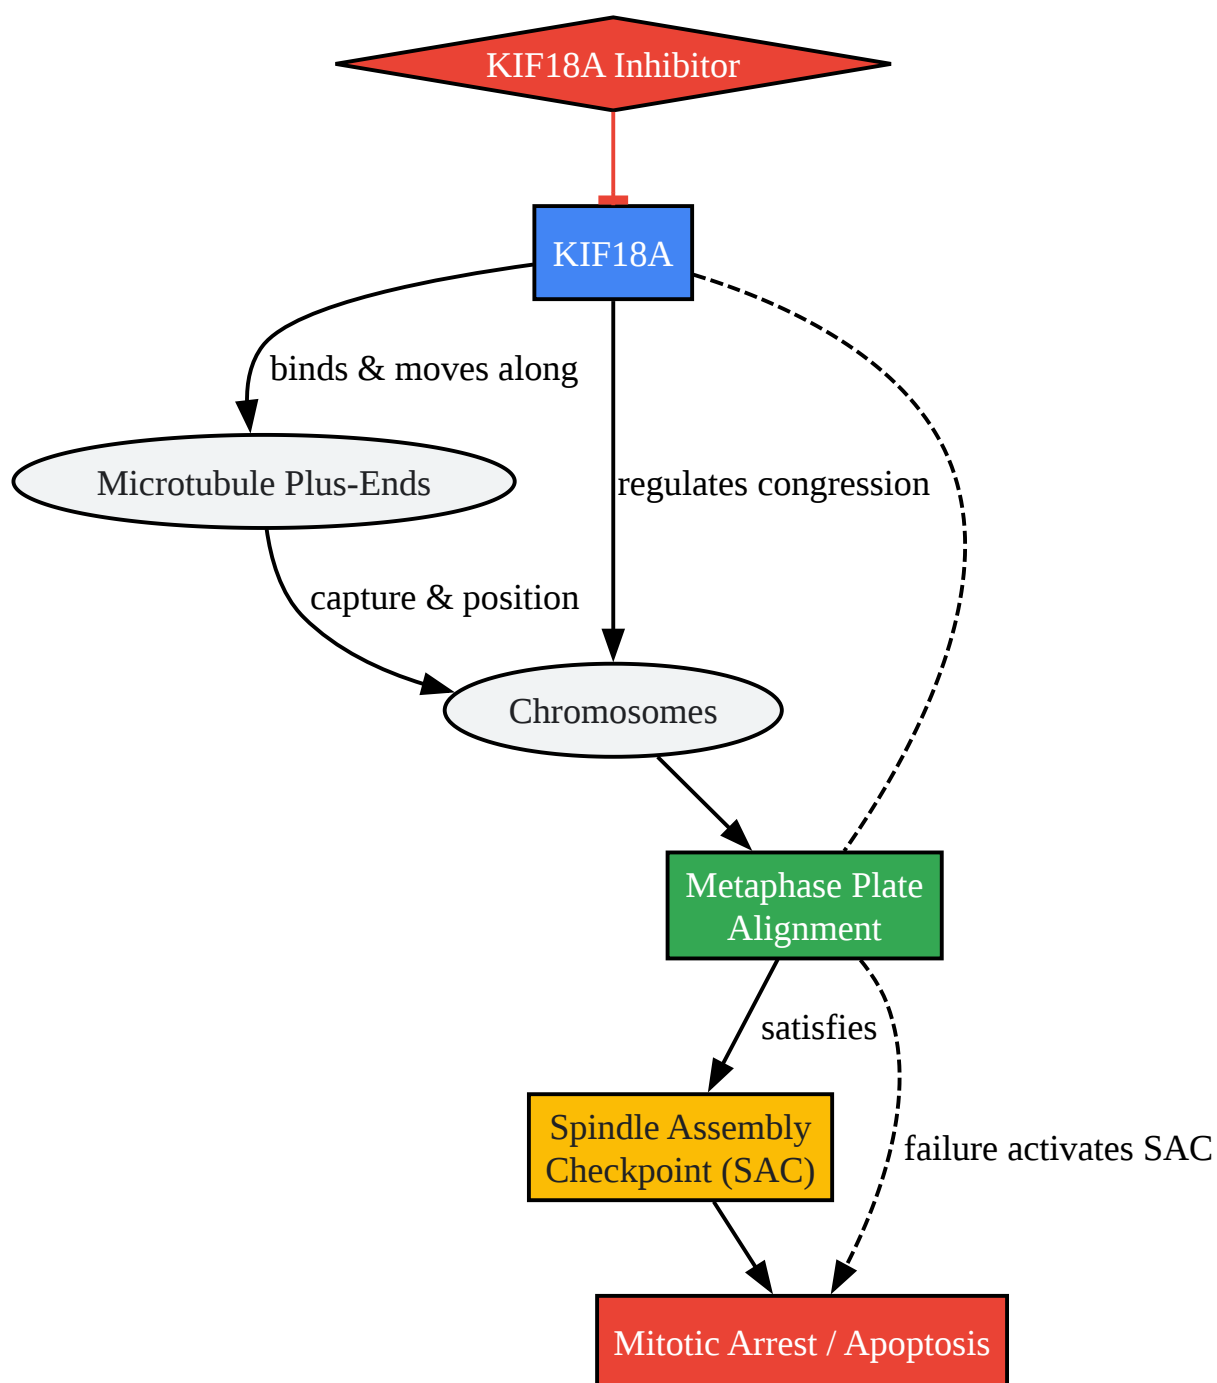 KIF18A Inhibitor
KIF18A
binds & moves along
Microtubule Plus-Ends
regulates congression
capture & position
Chromosomes
Metaphase Plate
Alignment
satisfies
Spindle Assembly
Checkpoint (SAC)
failure activates SAC
Mitotic Arrest / Apoptosis